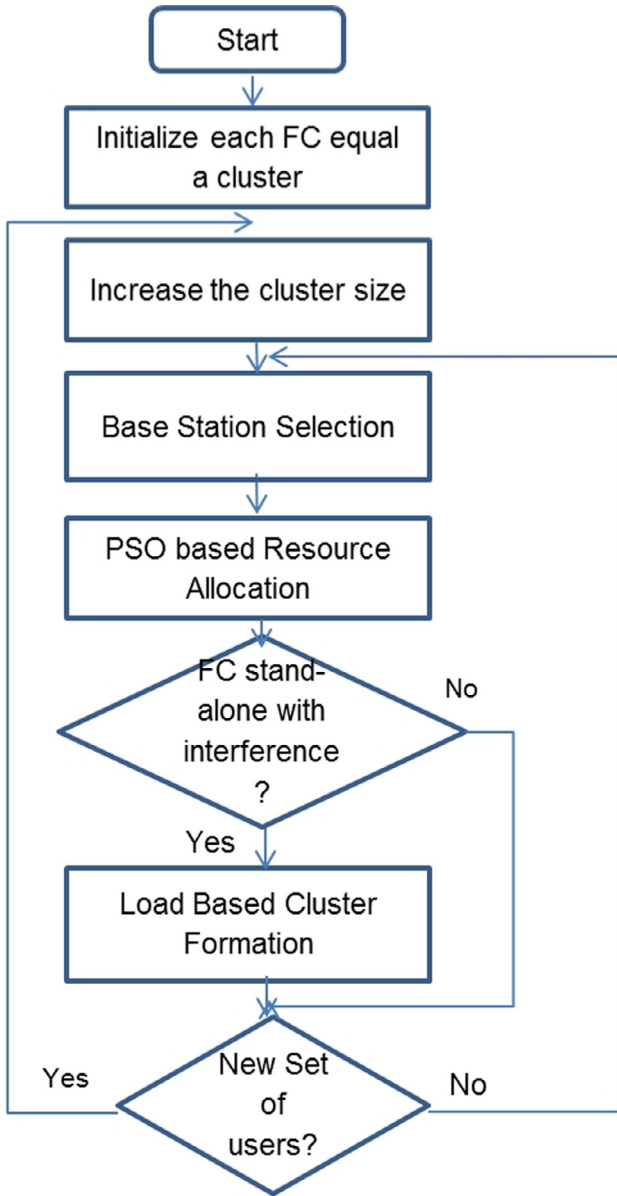 Start
Initialize each FC equal
a cluster
Increase the cluster size
Base Station Selection
PSO based Resource
Allocation
FC stand-
alone with
interference
?
No
Yes
Load Based Cluster
Formation
New Set
of
users?
Yes
No